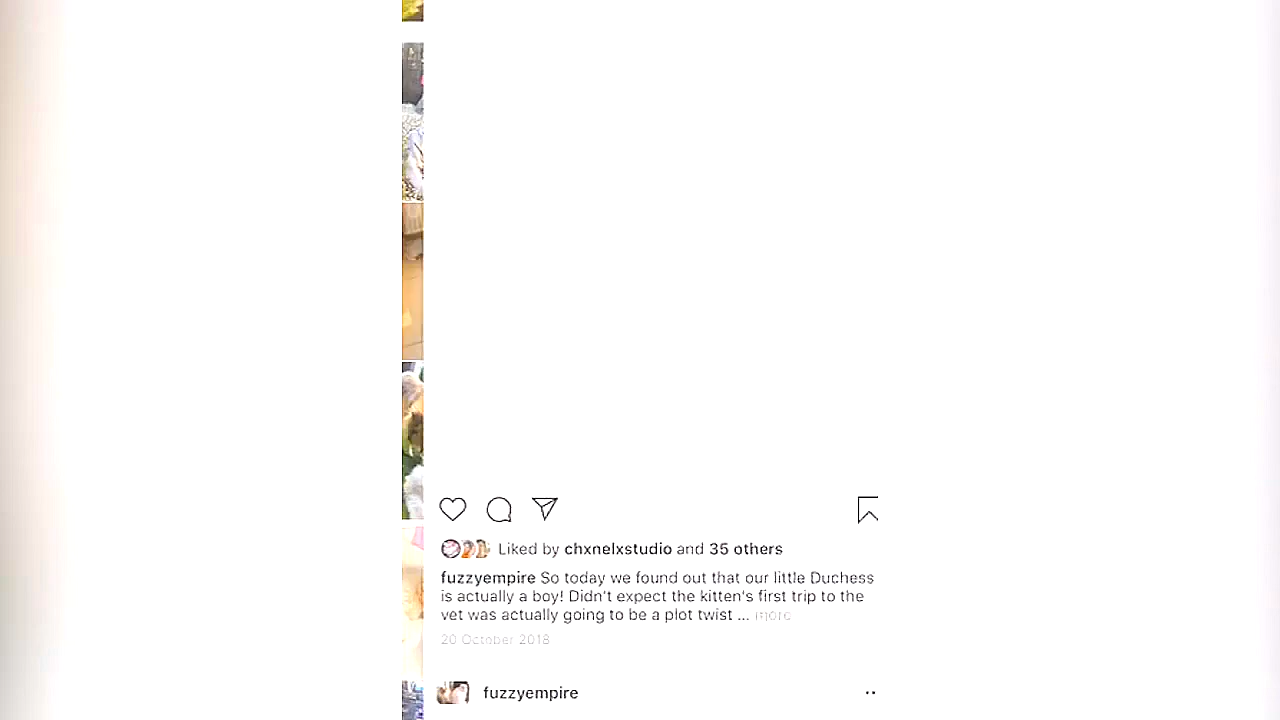 Liked by chxnelxstudio and 35 others
fuzzyempire So today we found out that our little Duchess
is actually a boy! Didn't expect the kitten's first trip to the
vet was actually going to be a plot twist ... more
20 October 2018
fuzzyempire